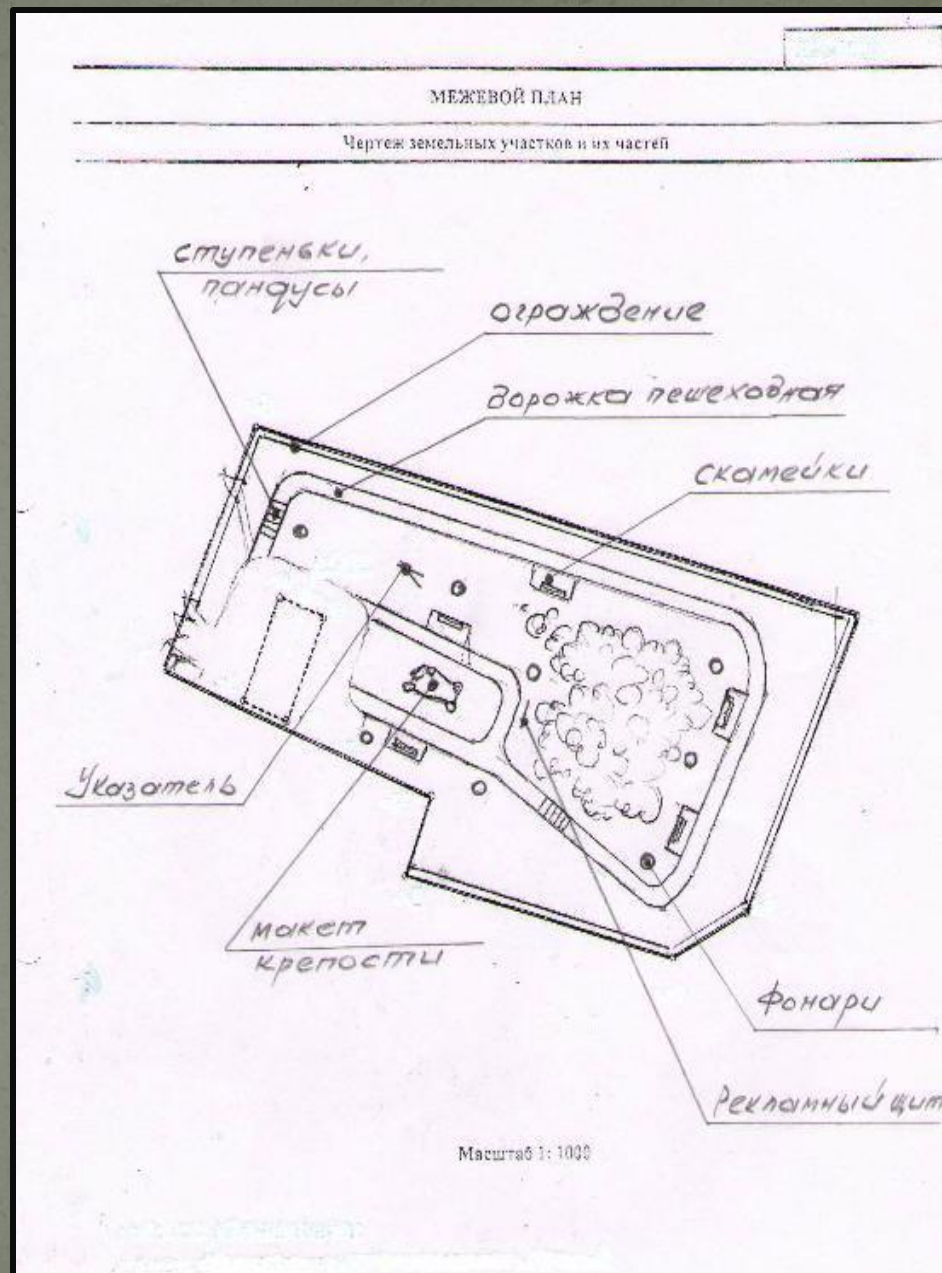 МЕЖЕВОЙ ПЛАН
Чертеж земельных участков и их частей
ступеньки,
пандусы
ограждение
дорожка пешеходная
скамейки
Указатель
макет
крепости
Фонари
Рекламный щит
Масштаб 1: 1000